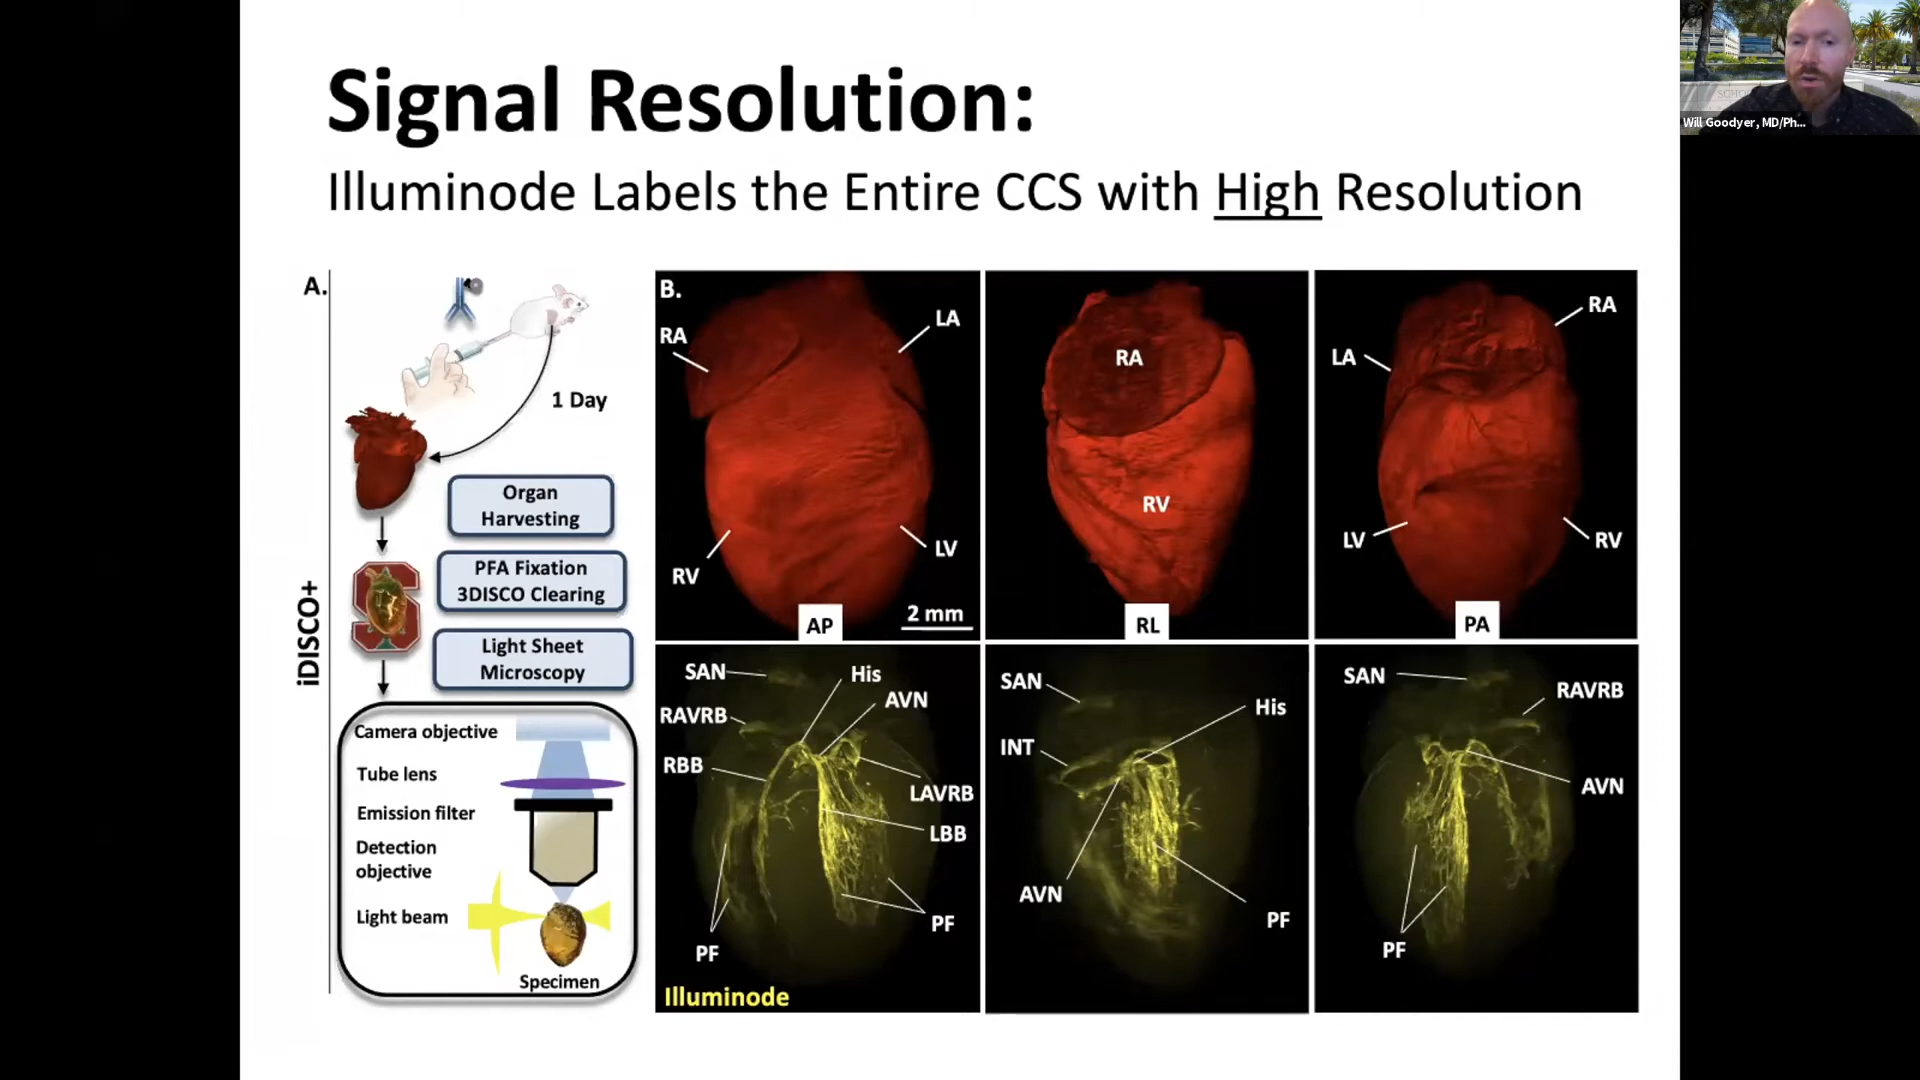 Signal Resolution:
Illuminode Labels the Entire CCS with High Resolution
Will Goodyer, MD/Ph...
A.
1 Day
Organ
Harvesting
PFA Fixation
3DISCO Clearing
Light Sheet
Microscopy
iDISCO+
Camera objective
Tube lens
Emission filter
Detection
objective
Light beam
Specimen
B.
RA
LA
RV
LV
AP
2 mm
RA
RV
RL
RA
LA
LV
RV
PA
SAN
His
AVN
RAVRB
RBB
LAVRB
LBB
PF
PF
Illuminode
SAN
His
INT
AVN
PF
SAN
RAVRB
AVN
PF